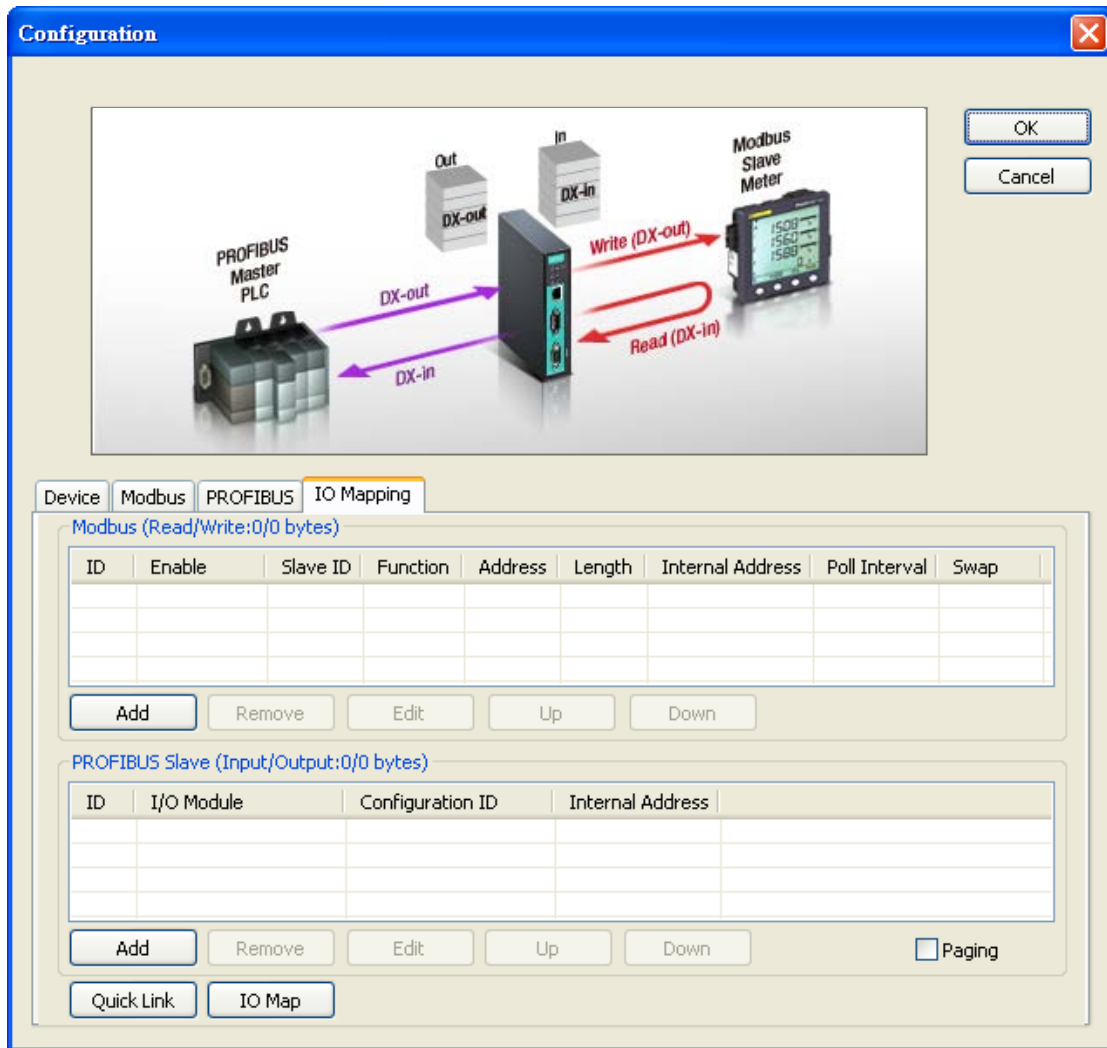 Configuration
OK
Cancel
Out
DX-out
In
DX-in
Modbus
Slave
Meter
1508
1560
1588
Write (DX-out)
Read (DX-in)
PROFIBUS
Master
PLC
DX-out
DX-in
Device Modbus PROFIBUS IO Mapping
Modbus (Read/Write:0/0 bytes)
ID Enable Slave ID Function Address Length Internal Address Poll Interval Swap
Add Remove Edit Up Down
PROFIBUS Slave (Input/Output:0/0 bytes)
ID I/O Module Configuration ID Internal Address
Add Remove Edit Up Down Paging
Quick Link IO Map